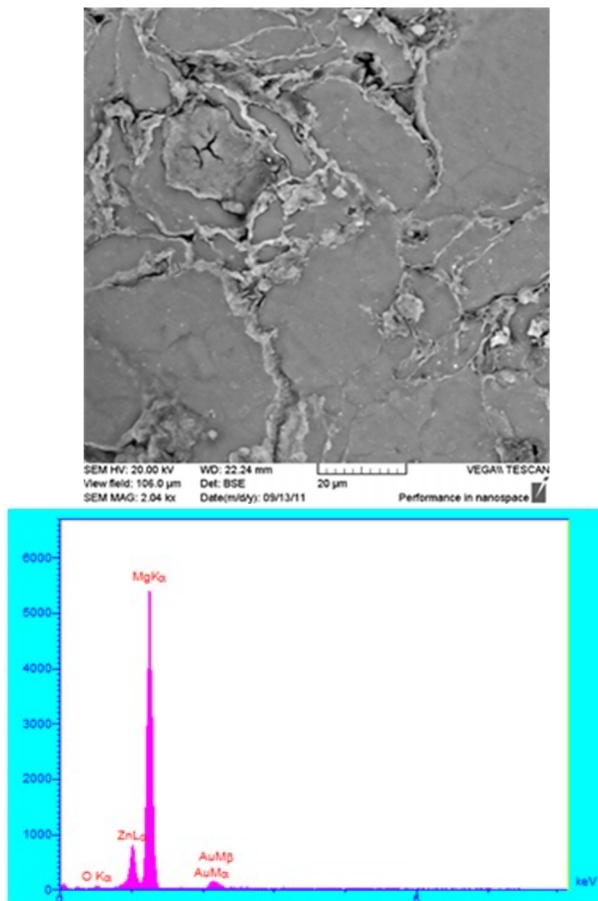 SEM HV: 20.00 kV WD: 22.24 mm VEGA\\ TESCAN
View field: 106.0 µm Det: BSE 20 µm
SEM MAG: 2.04 kx Date(m/d/y): 09/13/11 Performance in nanospace
6000
MgKα
5000
4000
3000
2000
1000
ZnLα
AuMβ
O Kα
AuMα
0
keV